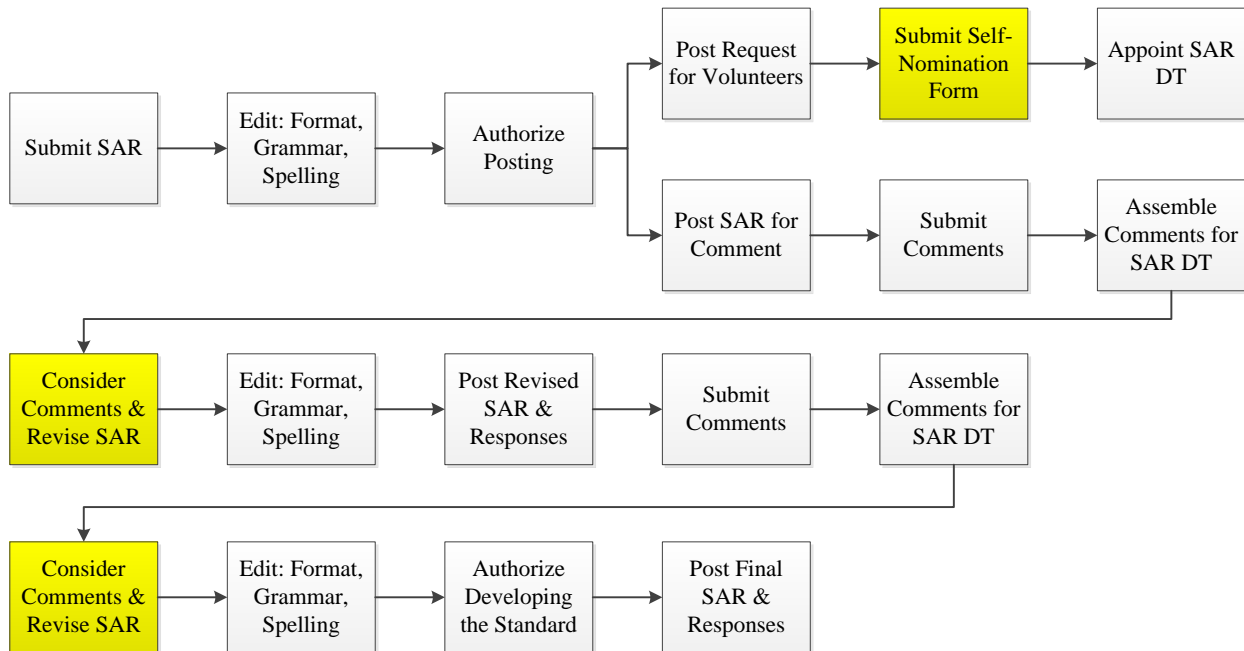 Submit SAR
Edit: Format,
Grammar,
Spelling
Authorize
Posting
Post Request
for Volunteers
Submit Self-
Nomination
Form
Appoint SAR
DT
Post SAR for
Comment
Submit
Comments
Assemble
Comments for
SAR DT
Consider
Comments &
Revise SAR
Edit: Format,
Grammar,
Spelling
Post Revised
SAR &
Responses
Submit
Comments
Assemble
Comments for
SAR DT
Consider
Comments &
Revise SAR
Edit: Format,
Grammar,
Spelling
Authorize
Developing
the Standard
Post Final
SAR &
Responses